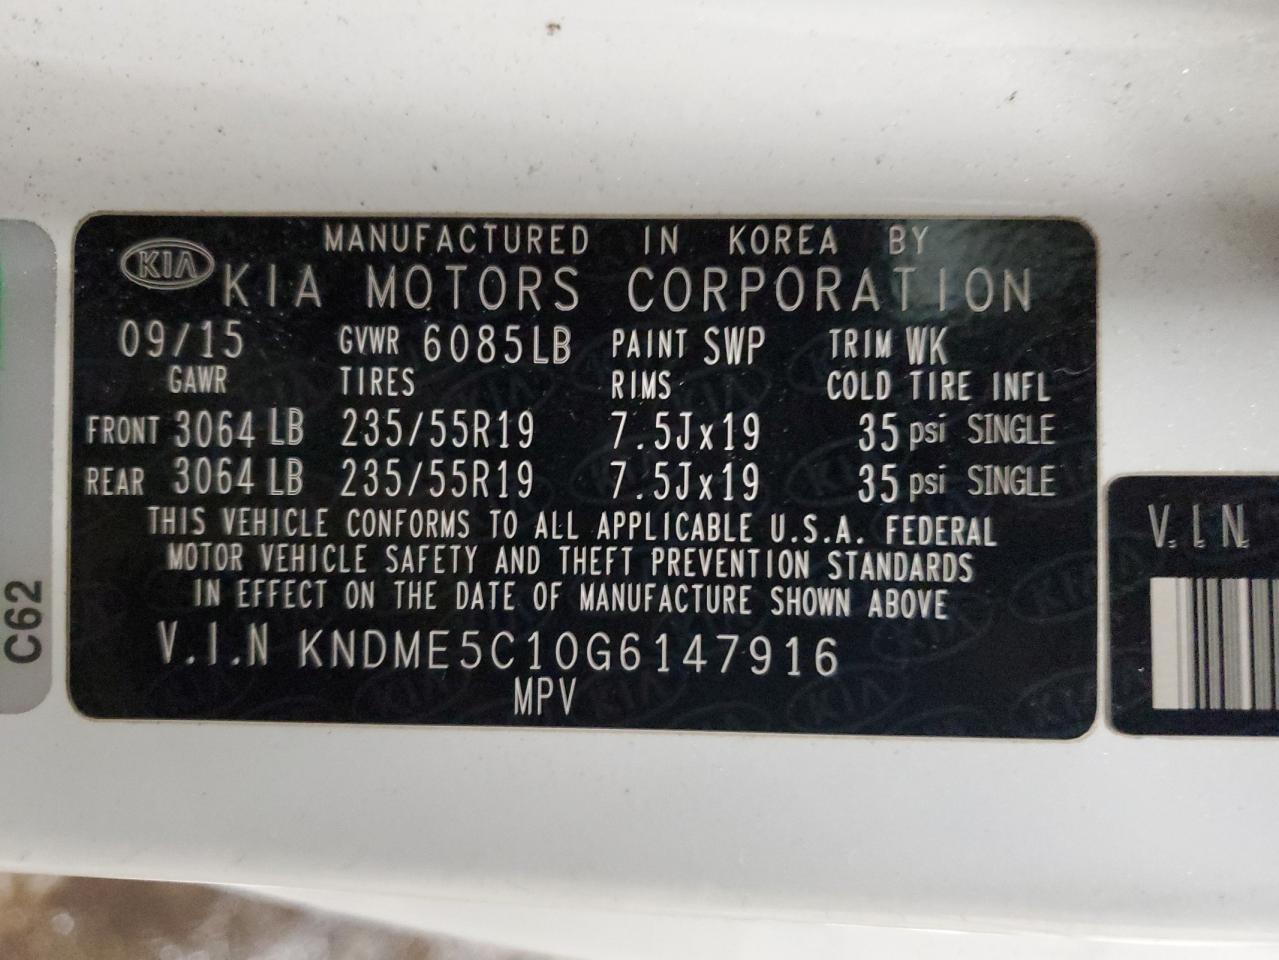 MANUFACTURED IN KOREA BY
KIA KIA MOTORS CORPORATION
09/15 GVWR 6085LB PAINT SWP TRIM WK
GAWR TIRES RIMS COLD TIRE INFL
FRONT 3064 LB 235/55R19 7.5Jx19 35 psi SINGLE
REAR 3064 LB 235/55R19 7.5Jx19 35 psi SINGLE
THIS VEHICLE CONFORMS TO ALL APPLICABLE U.S.A. FEDERAL
MOTOR VEHICLE SAFETY AND THEFT PREVENTION STANDARDS
IN EFFECT ON THE DATE OF MANUFACTURE SHOWN ABOVE
V.I.N KNDME5C10G6147916
MPV
V.I.N.
C62